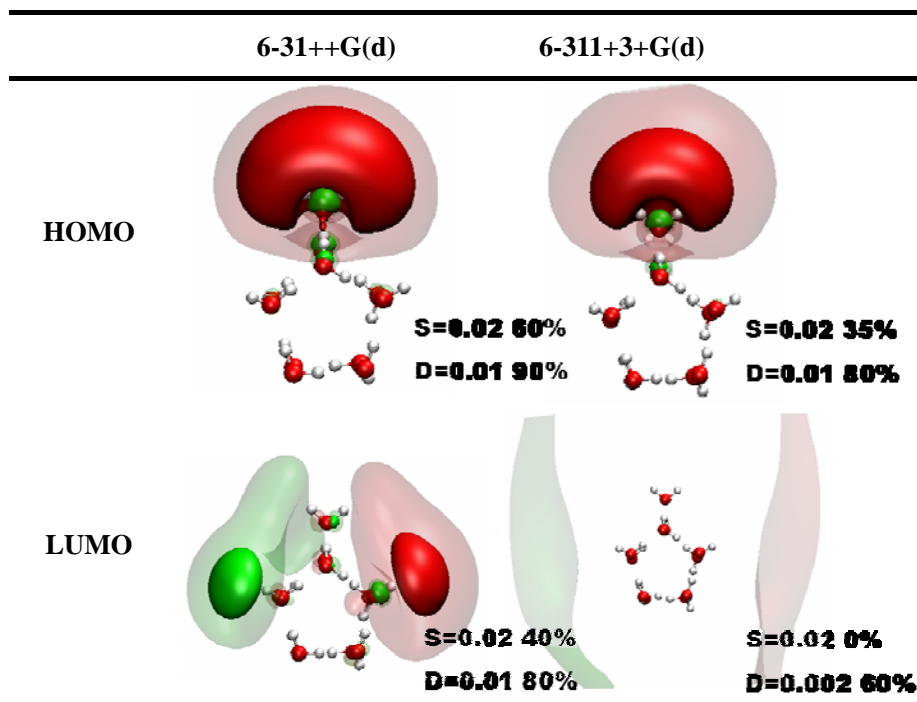 6-31++G(d) 6-311+3+G(d)
HOMO
S=0.02 60% S=0.02 35%
D=0.01 90% D=0.01 80%
LUMO
S=0.02 40% S=0.02 0%
D=0.01 80% D=0.002 60%